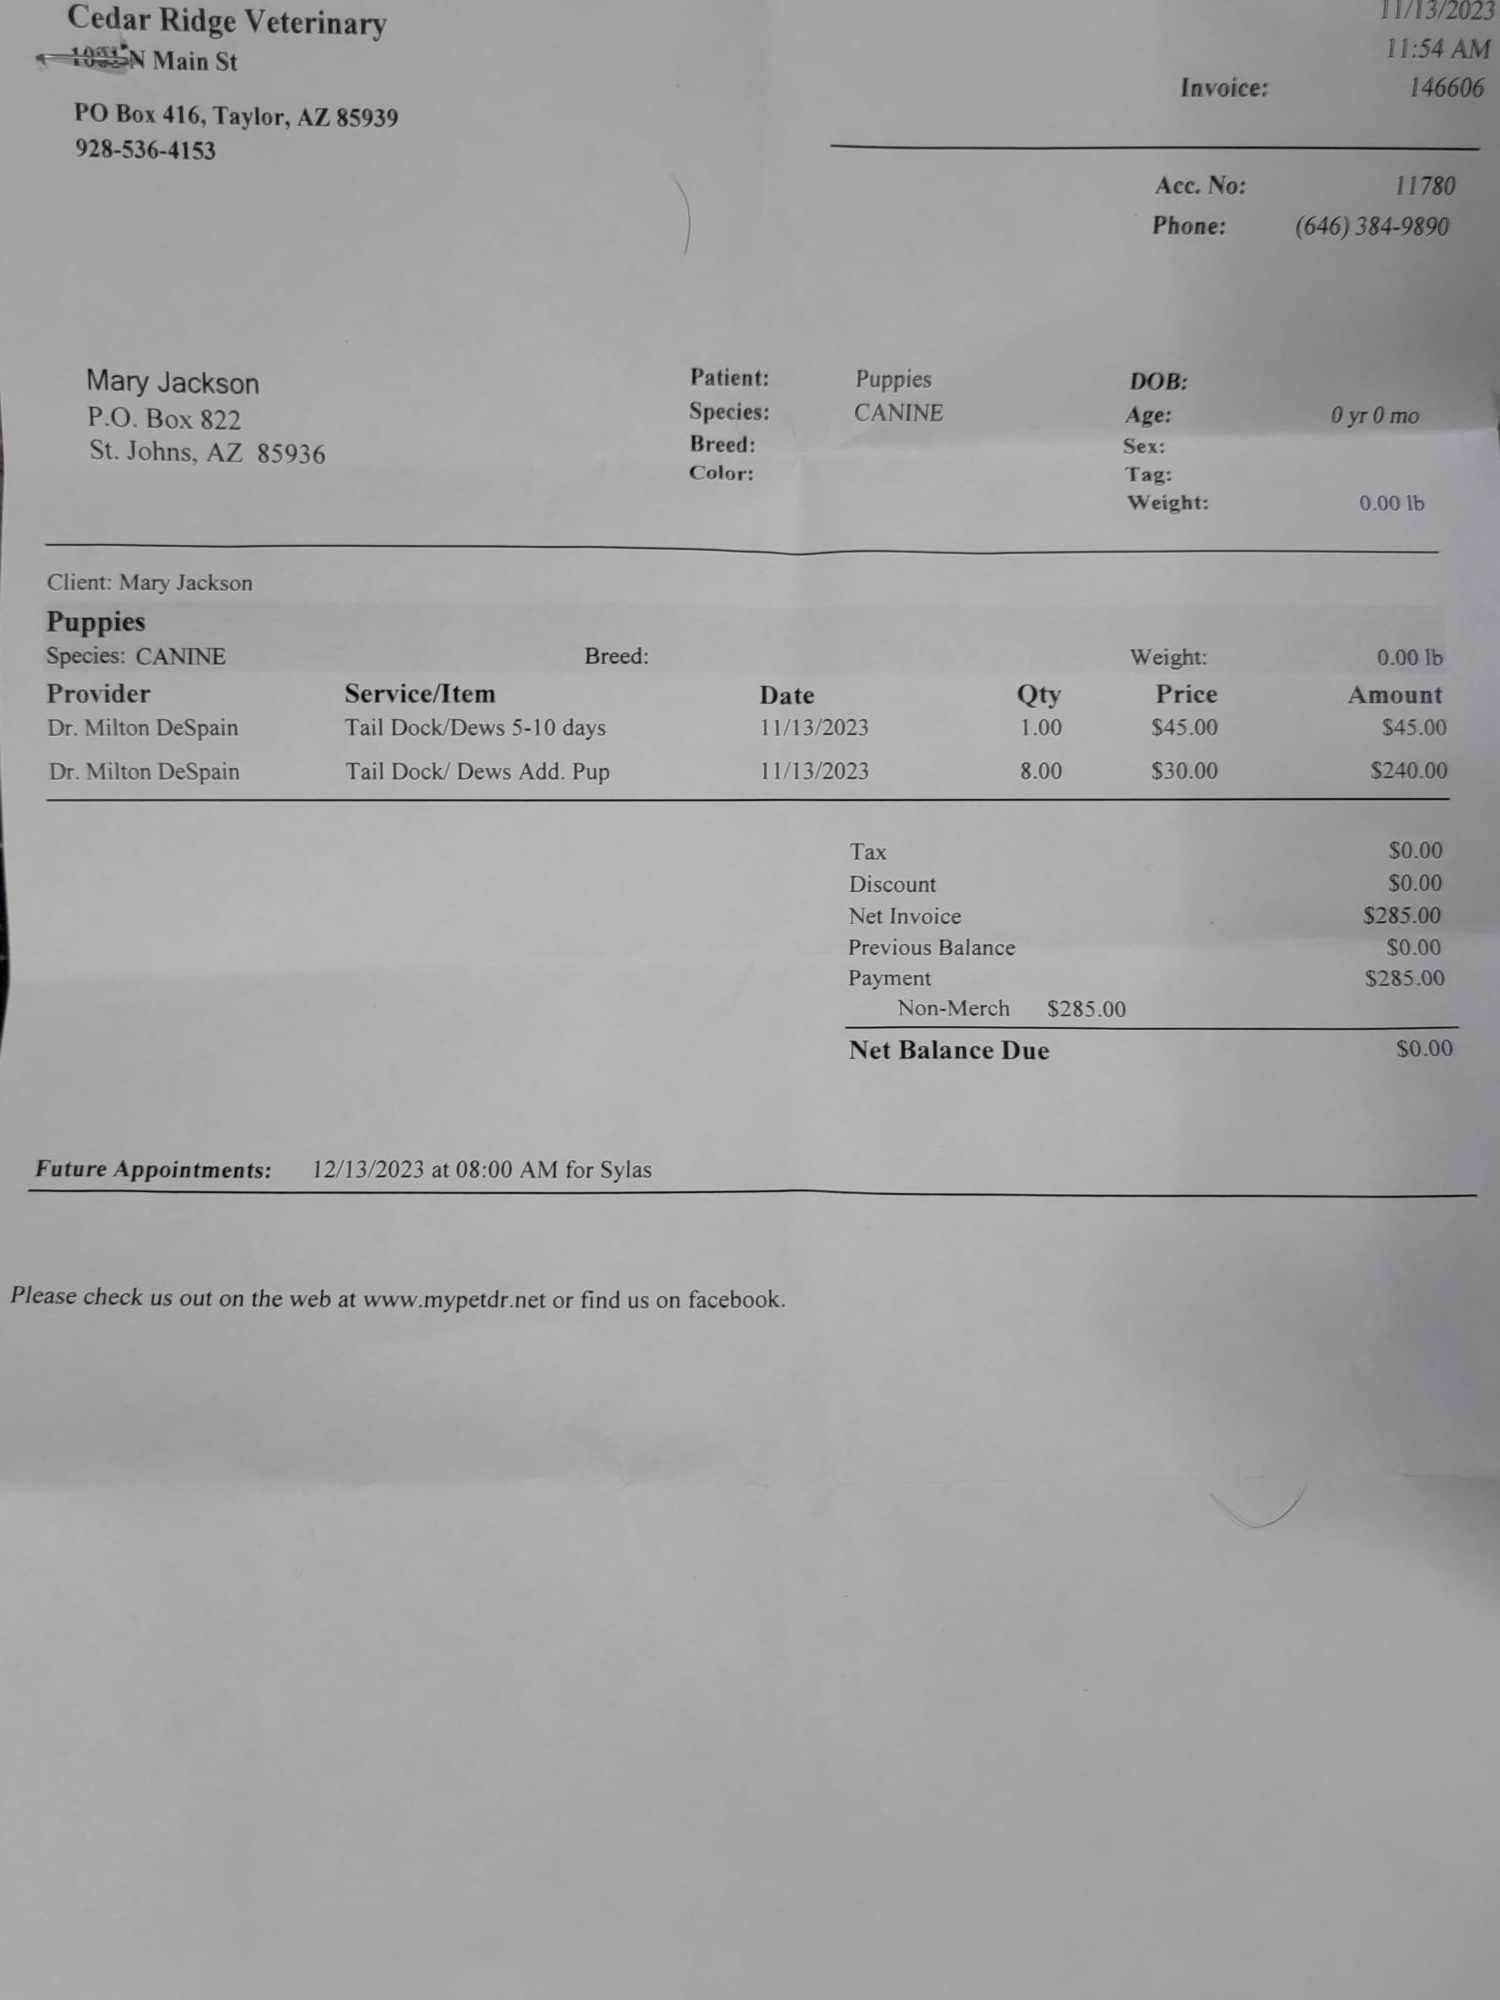 Cedar Ridge Veterinary
N Main St
PO Box 416, Taylor, AZ 85939
928-536-4153
11/13/2023
11:54 AM
Invoice: 146606
Acc. No: 11780
Phone: (646) 384-9890
Mary Jackson
P.O. Box 822
St. Johns, AZ 85936
Patient: Puppies
Species: CANINE
Breed:
Color:
DOB:
Age: 0 yr 0 mo
Sex:
Tag:
Weight: 0.00 lb
Client: Mary Jackson
Puppies
Species: CANINE Breed: Weight: 0.00 lb
Provider Service/Item Date Qty Price Amount
Dr. Milton DeSpain Tail Dock/Dews 5-10 days 11/13/2023 1.00 $45.00 $45.00
Dr. Milton DeSpain Tail Dock/ Dews Add. Pup 11/13/2023 8.00 $30.00 $240.00
Tax $0.00
Discount $0.00
Net Invoice $285.00
Previous Balance $0.00
Payment $285.00
Non-Merch $285.00
Net Balance Due $0.00
Future Appointments: 12/13/2023 at 08:00 AM for Sylas
Please check us out on the web at www.mypetdr.net or find us on facebook.